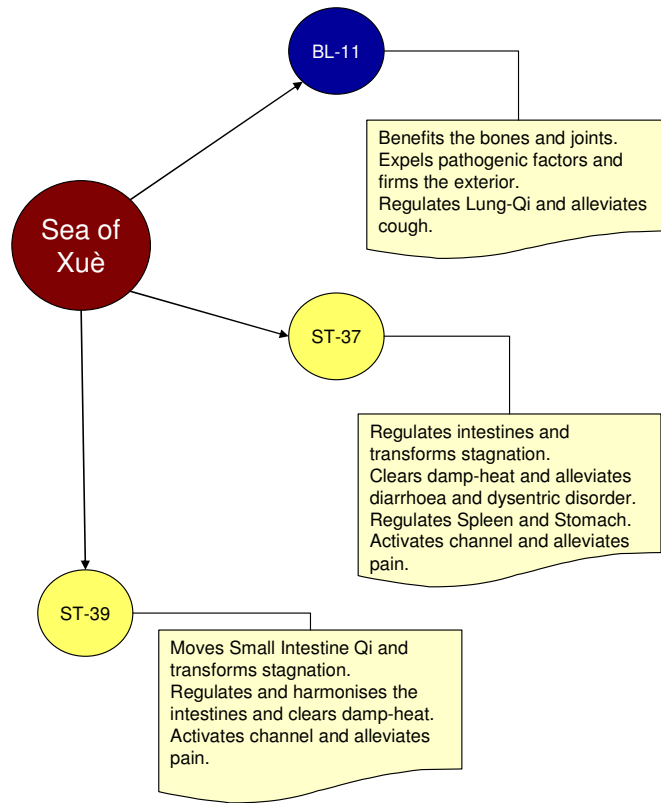 BL-11
Benefits the bones and joints.
Expels pathogenic factors and
firms the exterior.
Regulates Lung-Qi and alleviates
cough.
Sea of
Xuè
ST-37
Regulates intestines and
transforms stagnation.
Clears damp-heat and alleviates
diarrhoea and dysentric disorder.
Regulates Spleen and Stomach.
Activates channel and alleviates
pain.
ST-39
Moves Small Intestine Qi and
transforms stagnation.
Regulates and harmonises the
intestines and clears damp-heat.
Activates channel and alleviates
pain.